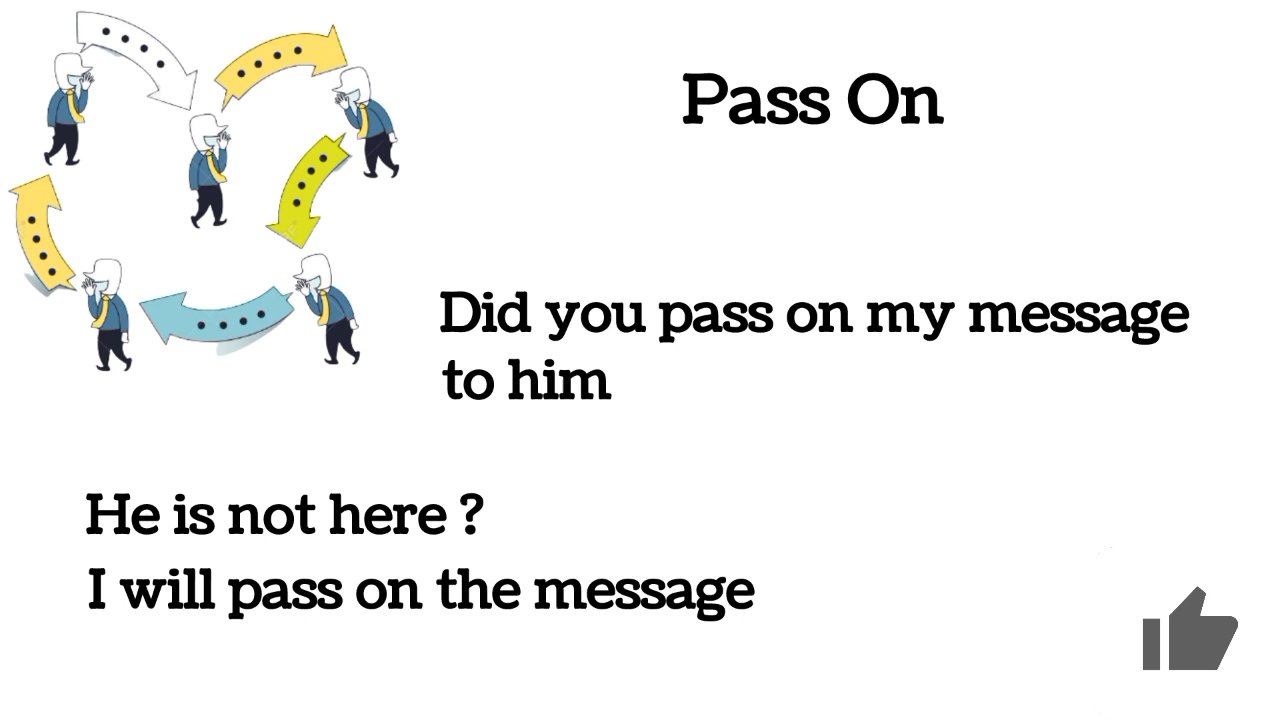 Pass On
Did you pass on my message
to him
He is not here ?
I will pass on the message